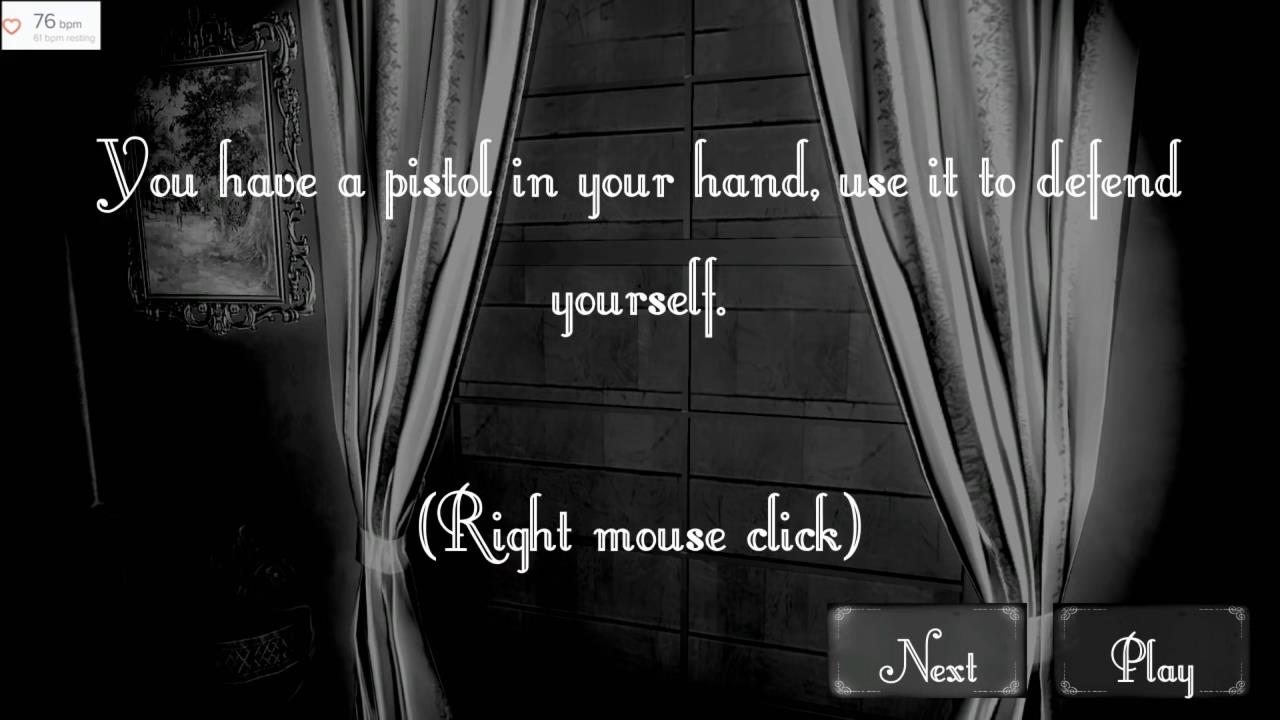 76 bpm
61 bpm resting
You have a pistol in your hand, use it to defend
yourself.
(Right mouse click)
Next
Play